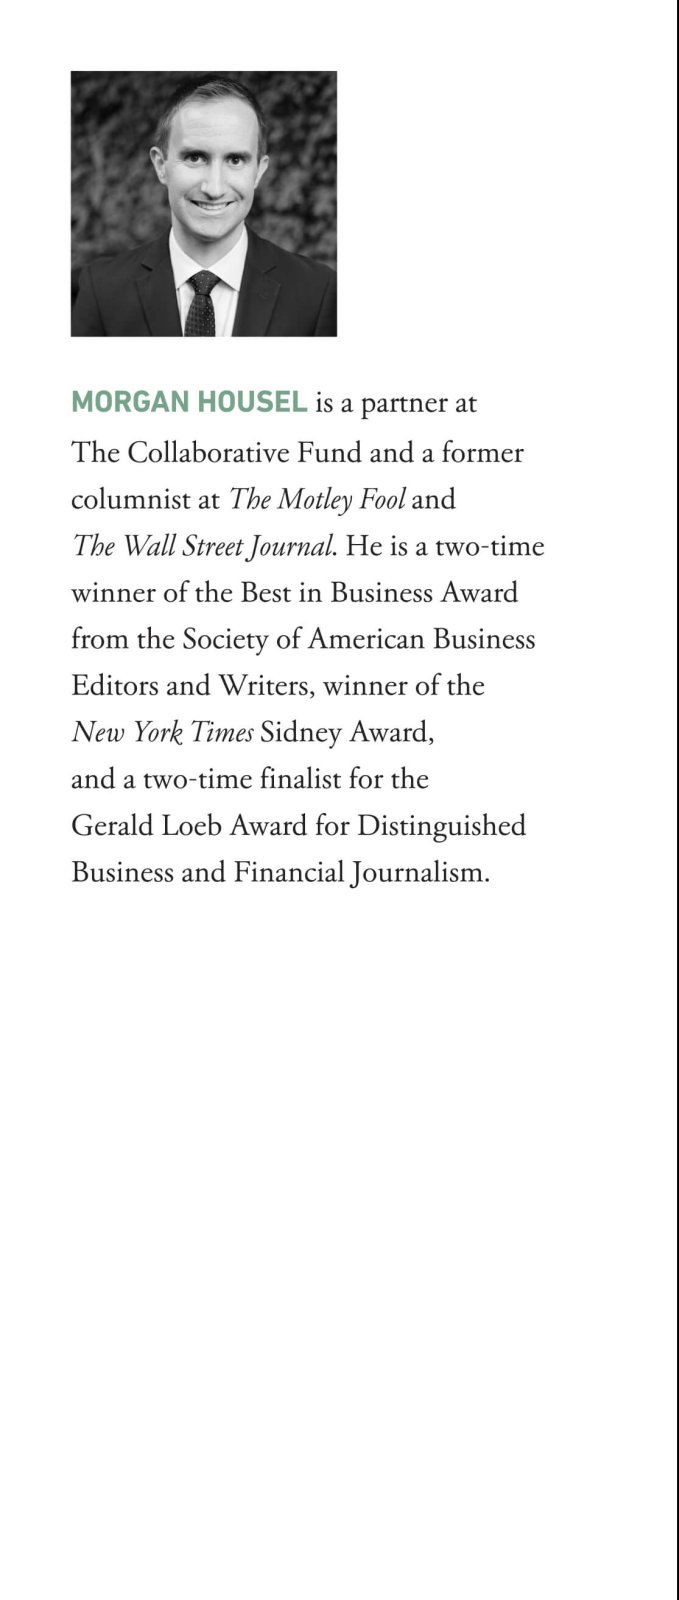 MORGAN HOUSEL is a partner at
The Collaborative Fund and a former
columnist at The Motley Fool and
The Wall Street Journal. He is a two-time
winner of the Best in Business Award
from the Society of American Business
Editors and Writers, winner of the
New York Times Sidney Award,
and a two-time finalist for the
Gerald Loeb Award for Distinguished
Business and Financial Journalism.